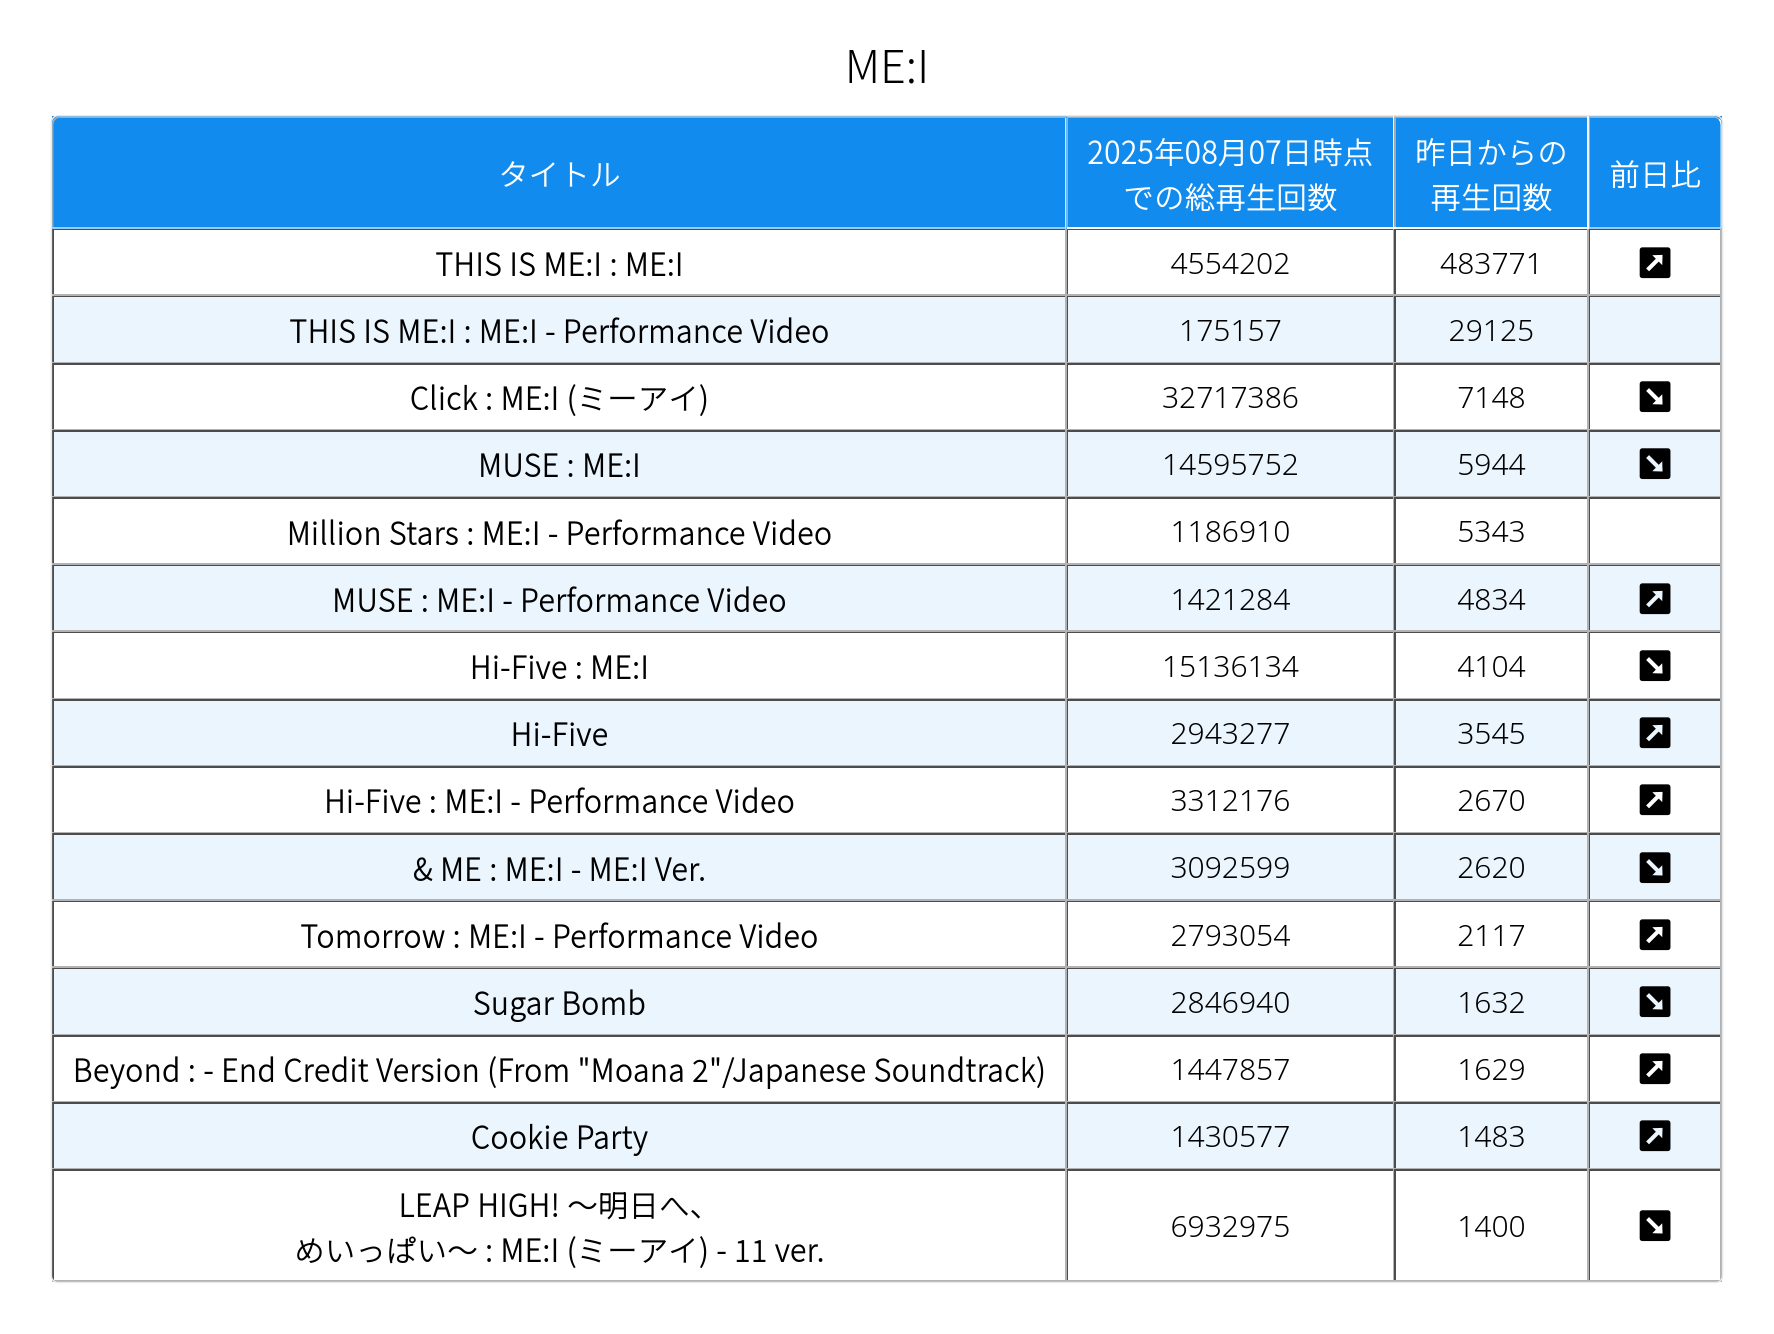 ME:I
タイトル
2025年08月07日時点
での総再生回数
昨日からの
再生回数
前日比
THIS IS ME:I : ME:I 4554202 483771
THIS IS ME:I : ME:I - Performance Video 175157 29125
Click : ME:I (ミーアイ) 32717386 7148
MUSE : ME:I 14595752 5944
Million Stars : ME:I - Performance Video 1186910 5343
MUSE : ME:I - Performance Video 1421284 4834
Hi-Five : ME:I 15136134 4104
Hi-Five 2943277 3545
Hi-Five : ME:I - Performance Video 3312176 2670
& ME : ME:I - ME:I Ver. 3092599 2620
Tomorrow : ME:I - Performance Video 2793054 2117
Sugar Bomb 2846940 1632
Beyond : - End Credit Version (From "Moana 2"/Japanese Soundtrack) 1447857 1629
Cookie Party 1430577 1483
LEAP HIGH! ～明日へ、
めいっぱい～ : ME:I (ミーアイ) - 11 ver. 6932975 1400